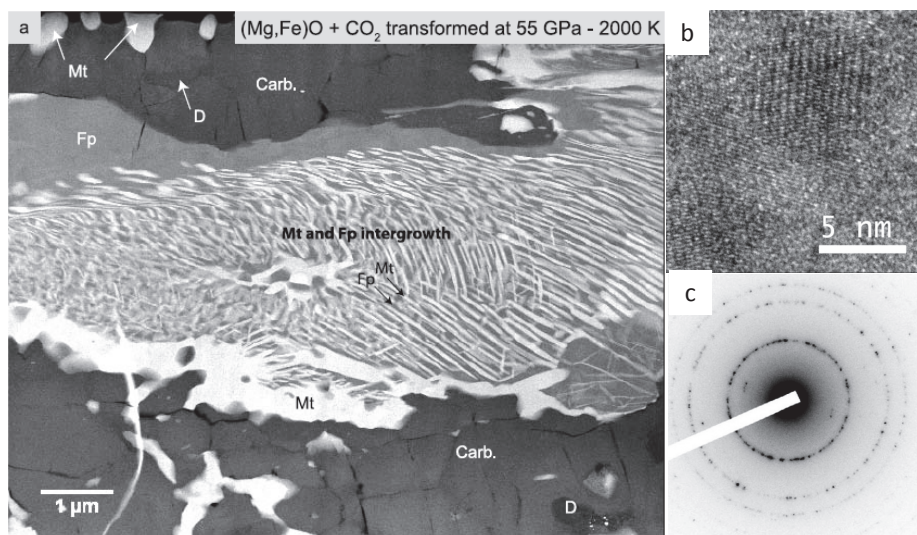 a
(Mg,Fe)O + CO₂ transformed at 55 GPa - 2000 K
Mt
Carb.
D
Fp
Mt and Fp intergrowth
Mt
Fp
Mt
Carb.
D
1 µm
b
5 nm
c